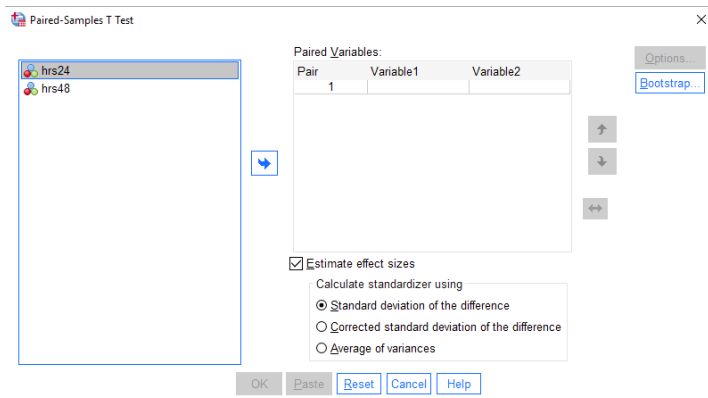 Paired-Samples T Test
hrs24
hrs48
Paired Variables:
Pair Variable1 Variable2
1
Estimate effect sizes
Calculate standardizer using
Standard deviation of the difference
Corrected standard deviation of the difference
Average of variances
Options...
Bootstrap...
OK Paste Reset Cancel Help